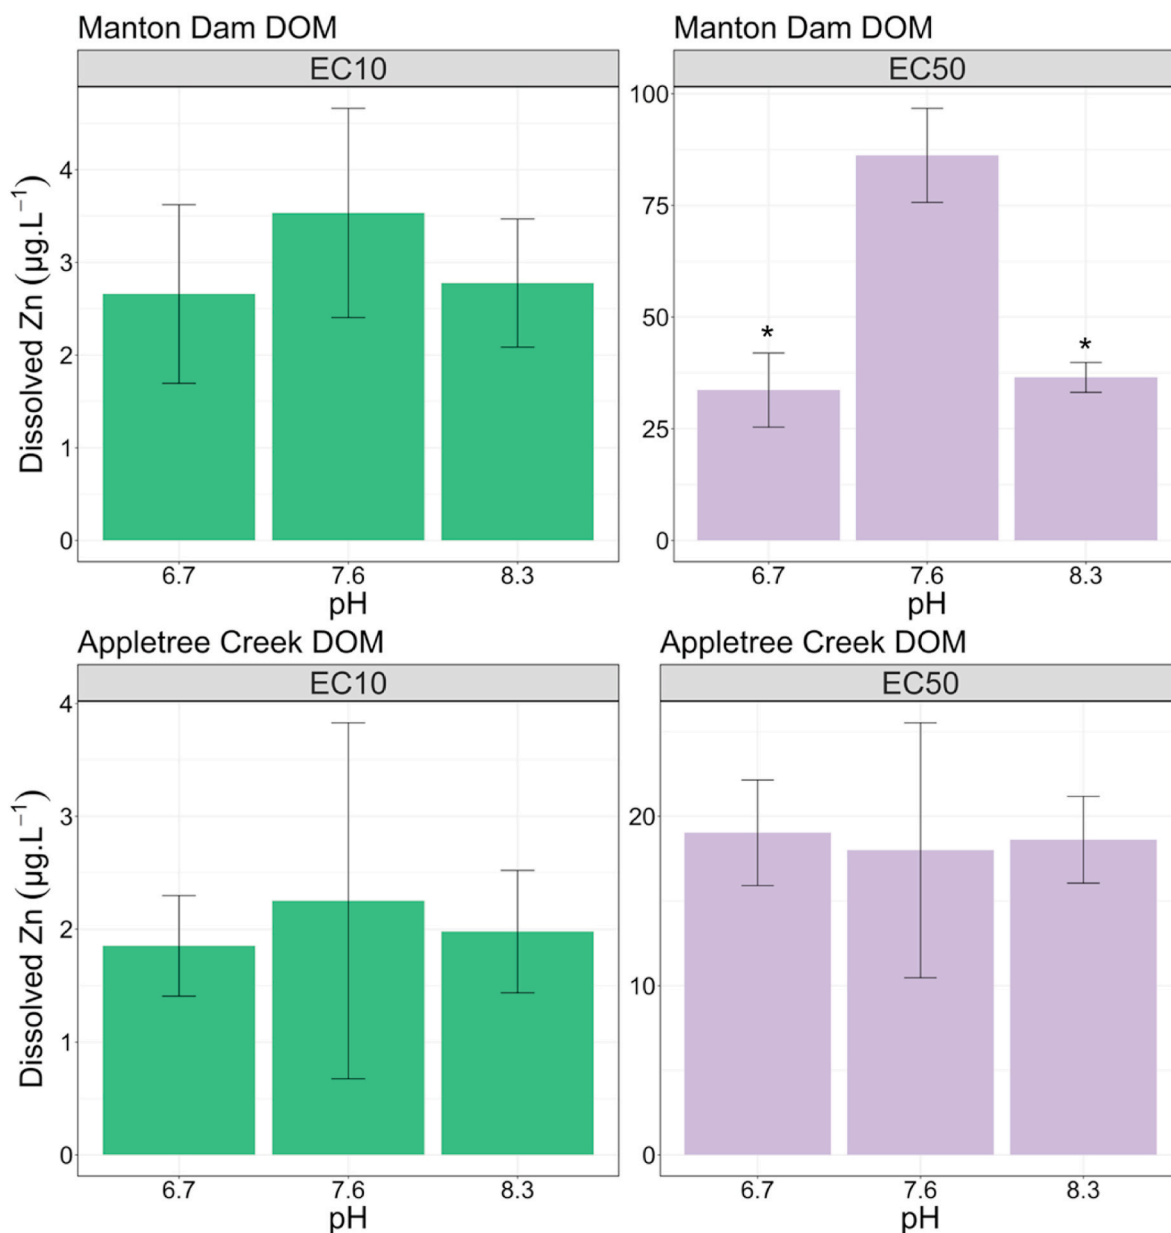 Manton Dam DOM
EC10
Dissolved Zn (µg.L⁻¹)
4
3
2
1
0
6.7 7.6 8.3
pH
Manton Dam DOM
EC50
100
75
50
25
0
*
*
6.7 7.6 8.3
pH
Appletree Creek DOM
EC10
Dissolved Zn (µg.L⁻¹)
4
3
2
1
0
6.7 7.6 8.3
pH
Appletree Creek DOM
EC50
20
10
0
6.7 7.6 8.3
pH